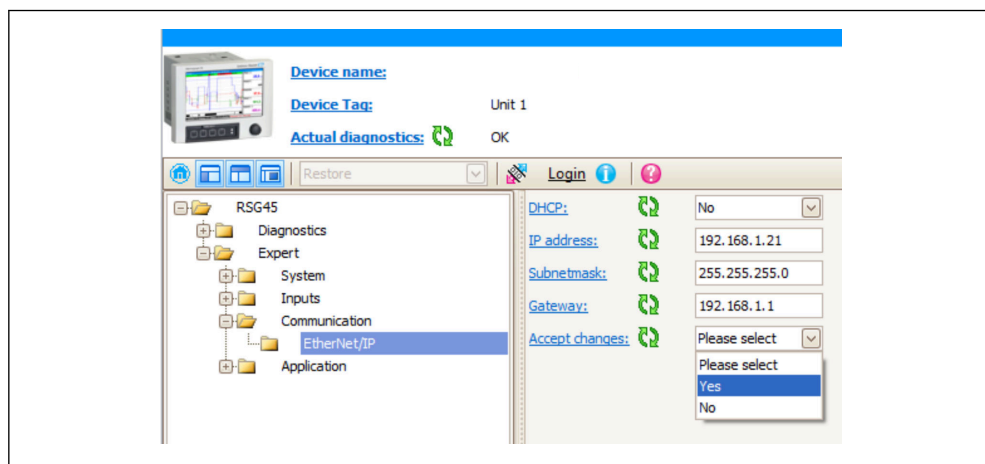 Device name:
Device Tag: Unit 1
Actual diagnostics: OK
Restore Login
RSG45
Diagnostics
Expert
System
Inputs
Communication
EtherNet/IP
Application
DHCP: No
IP address: 192.168.1.21
Subnetmask: 255.255.255.0
Gateway: 192.168.1.1
Accept changes: Please select
Please select
Yes
No